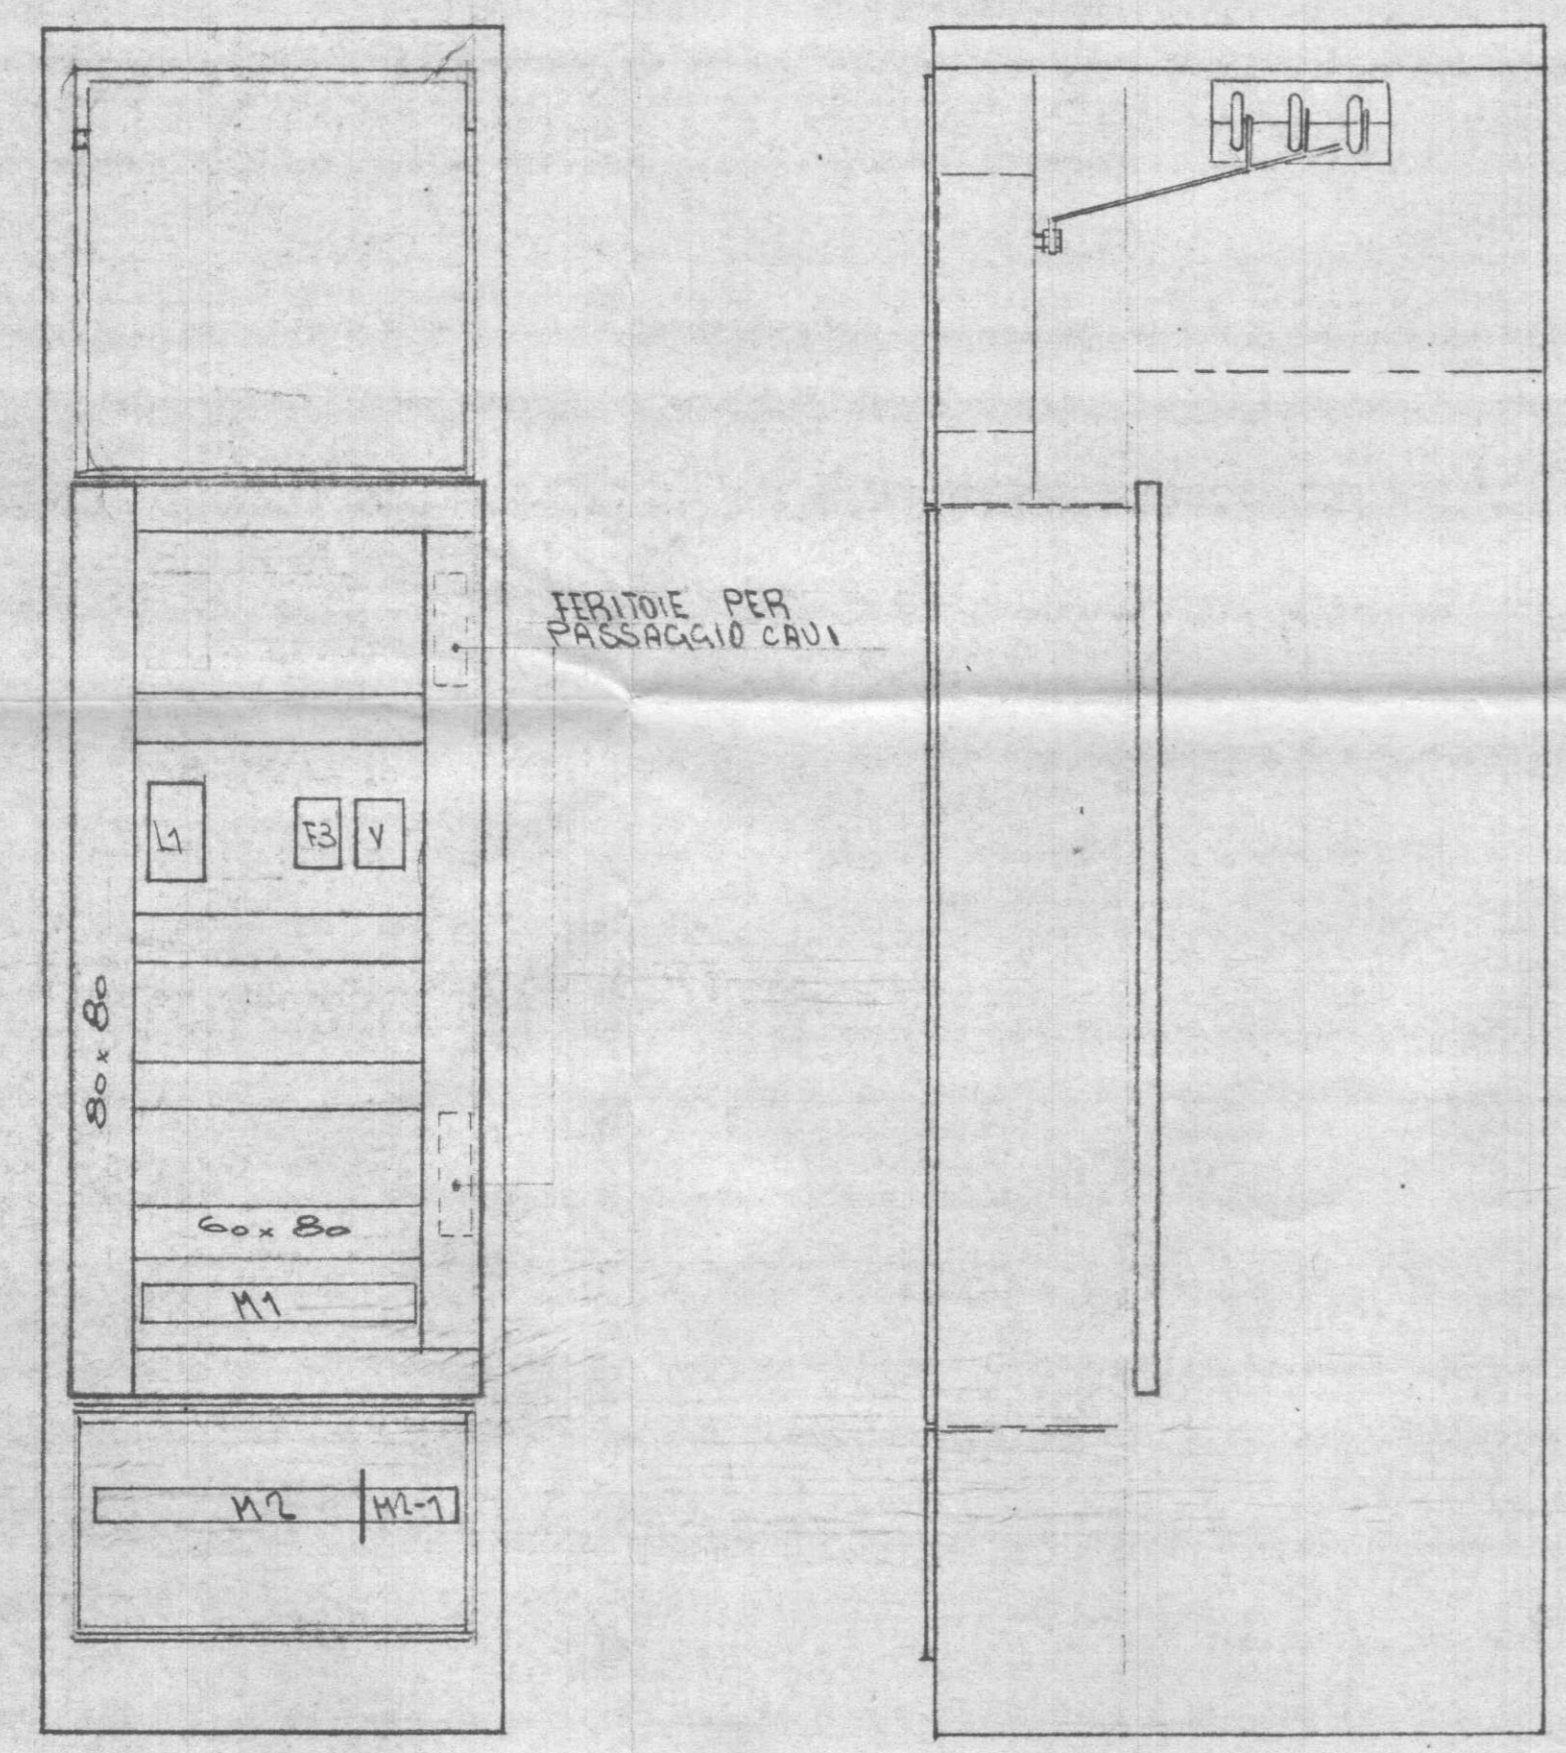 FERITOIE PER
PASSAGGIO CAVI
L1
F3
V
80 x 80
60 x 80
M1
M2
M2-1